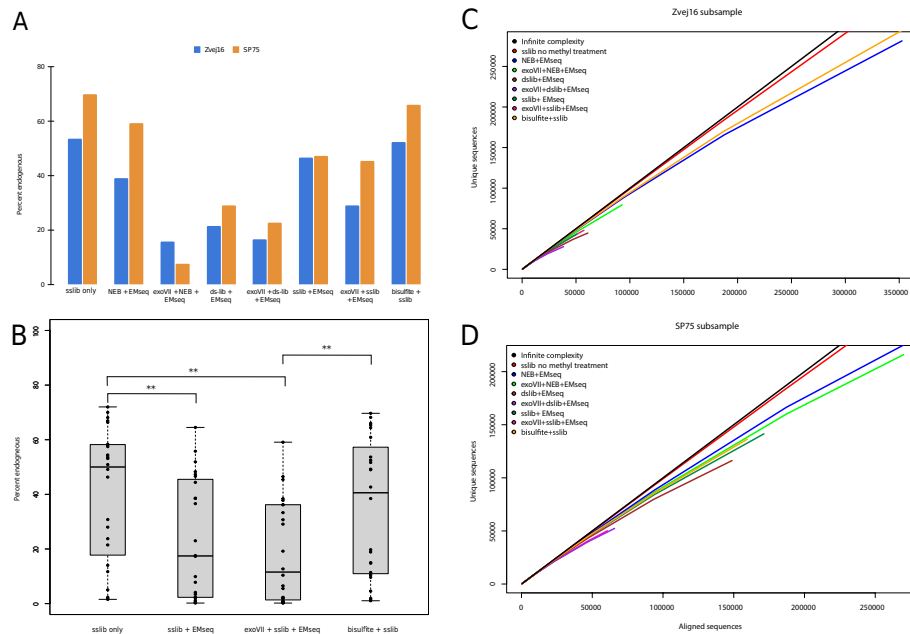 A
Zvej16
SP75
Percent endogenous
80
60
40
20
0
sslib only
NEB +EMseq
exoVII +NEB +
EMseq
ds-lib +
EMseq
exoVII +ds-lib
+EMseq
sslib +EMseq
exoVII +sslib
+EMseq
bisulfite +
sslib
B
Percent endogneous
100
80
60
40
20
0
**
**
**
sslib only
sslib + EMseq
exoVII + sslib + EMseq
bisulfite + sslib
C
Zvej16 subsample
Infinite complexity
sslib no methyl treatment
NEB+EMseq
exoVII+NEB+EMseq
dslib+EMseq
exoVII+dslib+EMseq
sslib+ EMseq
exoVII+sslib+EMseq
bisulfite+sslib
Unique sequences
250000
200000
150000
100000
50000
0
0
50000
100000
150000
200000
250000
300000
350000
D
SP75 subsample
Infinite complexity
sslib no methyl treatment
NEB+EMseq
exoVII+NEB+EMseq
dslib+EMseq
exoVII+dslib+EMseq
sslib+ EMseq
exoVII+sslib+EMseq
bisulfite+sslib
Unique sequences
200000
150000
100000
50000
0
0
50000
100000
150000
200000
250000
Aligned sequences